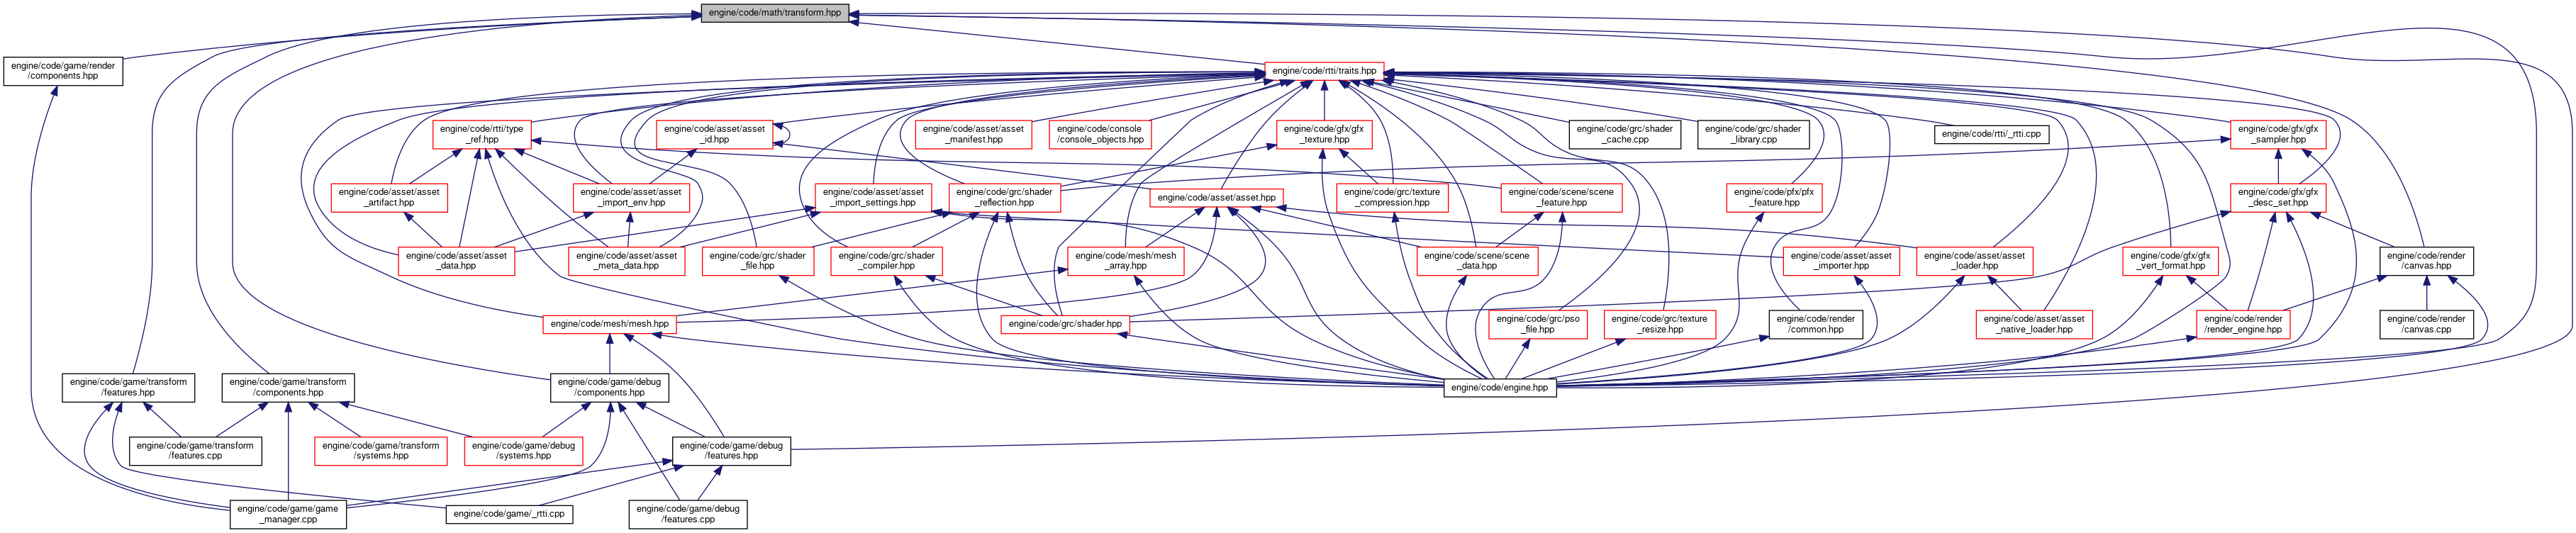 engine/code/math/transform.hpp
engine/code/game/render
/components.hpp
engine/code/rtti/traits.hpp
engine/code/rtti/type
_ref.hpp
engine/code/asset/asset
_id.hpp
engine/code/asset/asset
_manifest.hpp
engine/code/console
/console_objects.hpp
engine/code/gfx/gfx
_texture.hpp
engine/code/grc/shader
_cache.cpp
engine/code/grc/shader
_library.cpp
engine/code/rtti/_rtti.cpp
engine/code/gfx/gfx
_sampler.hpp
engine/code/asset/asset
_artifact.hpp
engine/code/asset/asset
_import_env.hpp
engine/code/asset/asset
_import_settings.hpp
engine/code/grc/shader
_reflection.hpp
engine/code/asset/asset.hpp
engine/code/grc/texture
_compression.hpp
engine/code/scene/scene
_feature.hpp
engine/code/pfx/pfx
_feature.hpp
engine/code/gfx/gfx
_desc_set.hpp
engine/code/asset/asset
_data.hpp
engine/code/asset/asset
_meta_data.hpp
engine/code/grc/shader
_file.hpp
engine/code/grc/shader
_compiler.hpp
engine/code/mesh/mesh
_array.hpp
engine/code/scene/scene
_data.hpp
engine/code/asset/asset
_importer.hpp
engine/code/asset/asset
_loader.hpp
engine/code/gfx/gfx
_vert_format.hpp
engine/code/render
/canvas.hpp
engine/code/mesh/mesh.hpp
engine/code/grc/shader.hpp
engine/code/grc/pso
_file.hpp
engine/code/grc/texture
_resize.hpp
engine/code/render
/common.hpp
engine/code/asset/asset
_native_loader.hpp
engine/code/render
/render_engine.hpp
engine/code/render
/canvas.cpp
engine/code/game/transform
/features.hpp
engine/code/game/transform
/components.hpp
engine/code/game/debug
/components.hpp
engine/code/engine.hpp
engine/code/game/transform
/features.cpp
engine/code/game/transform
/systems.hpp
engine/code/game/debug
/systems.hpp
engine/code/game/debug
/features.hpp
engine/code/game/game
_manager.cpp
engine/code/game/_rtti.cpp
engine/code/game/debug
/features.cpp